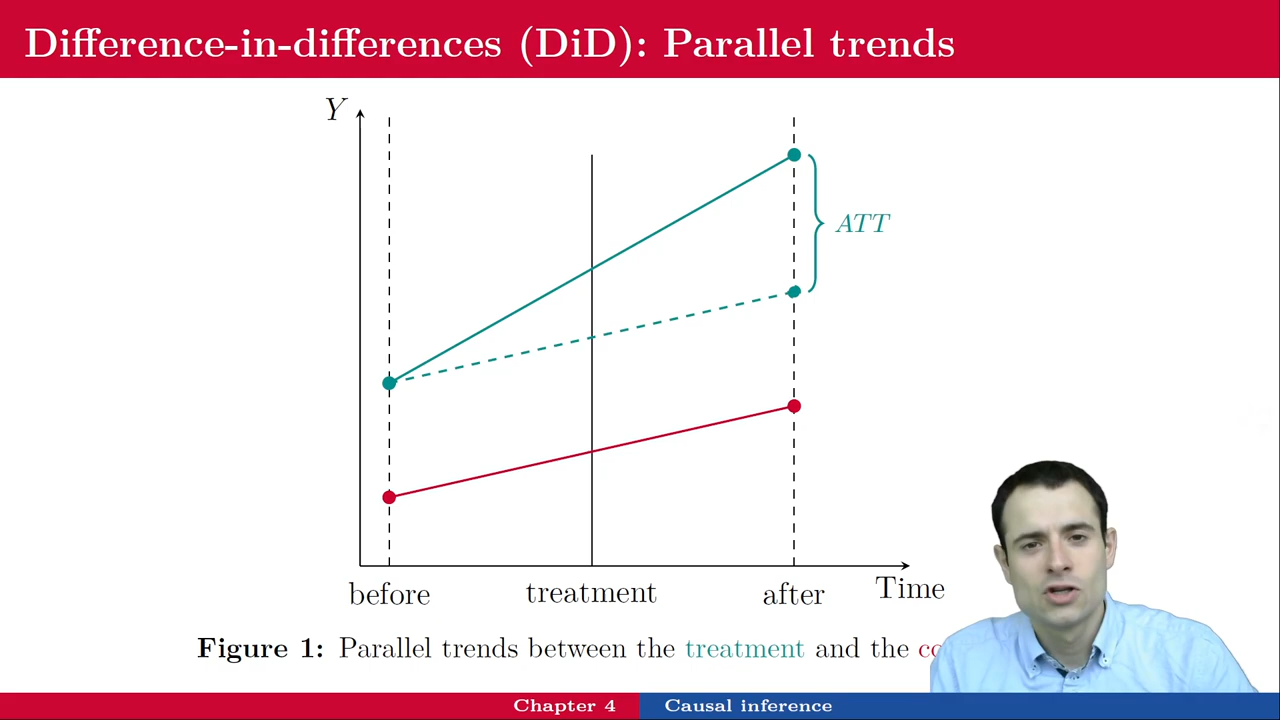 Difference-in-differences (DiD): Parallel trends
Y
ATT
before
treatment
after
Time
Figure 1: Parallel trends between the treatment and the
Chapter 4
Causal inference